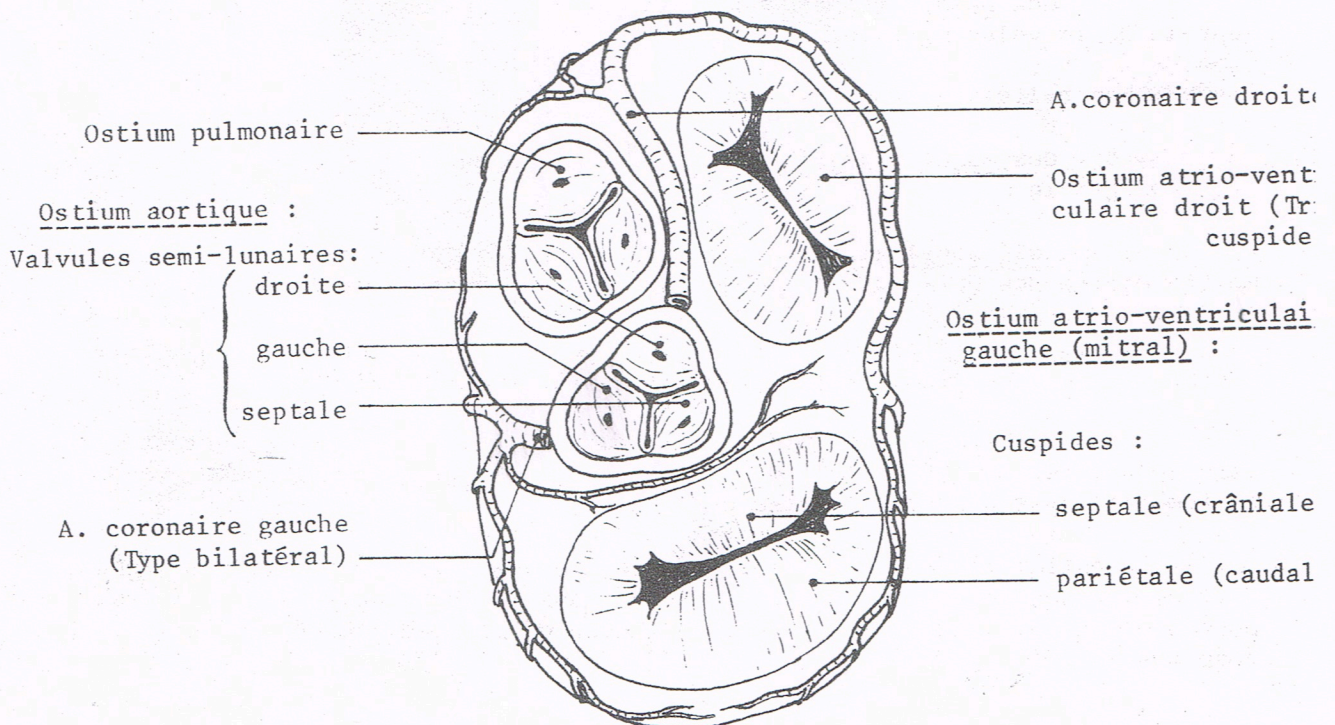 Ostium pulmonaire
Ostium aortique :
Valvules semi-lunaires:
droite
gauche
septale
A. coronaire gauche
(Type bilatéral)
A.coronaire droite
Ostium atrio-vent
culaire droit (Tr
cuspide
Ostium atrio-ventriculai
gauche (mitral) :
Cuspides :
septale (crâniale
pariétale (caudal